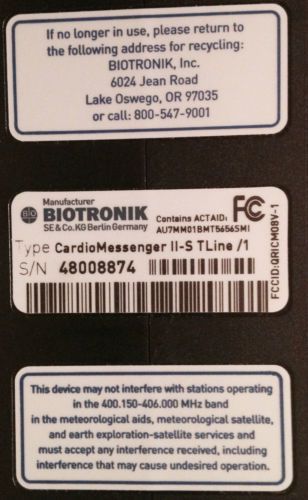 If no longer in use, please return to
the following address for recycling:
BIOTRONIK, Inc.
6024 Jean Road
Lake Oswego, OR 97035
or call: 800-547-9001
Manufacturer
BIO BIOTRONIK
SE & Co. KG Berlin Germany
Contains ACTAID:
AU7MM01BMT5656SMI
FC
Type CardioMessenger II-S TLine /1
S/N 48008874
FCCID:QRICM08V-1
This device may not interfere with stations operating
in the 400.150-406.000 MHz band
in the meteorological aids, meteorological satellite,
and earth exploration-satellite services and
must accept any interference received, including
interference that may cause undesired operation.